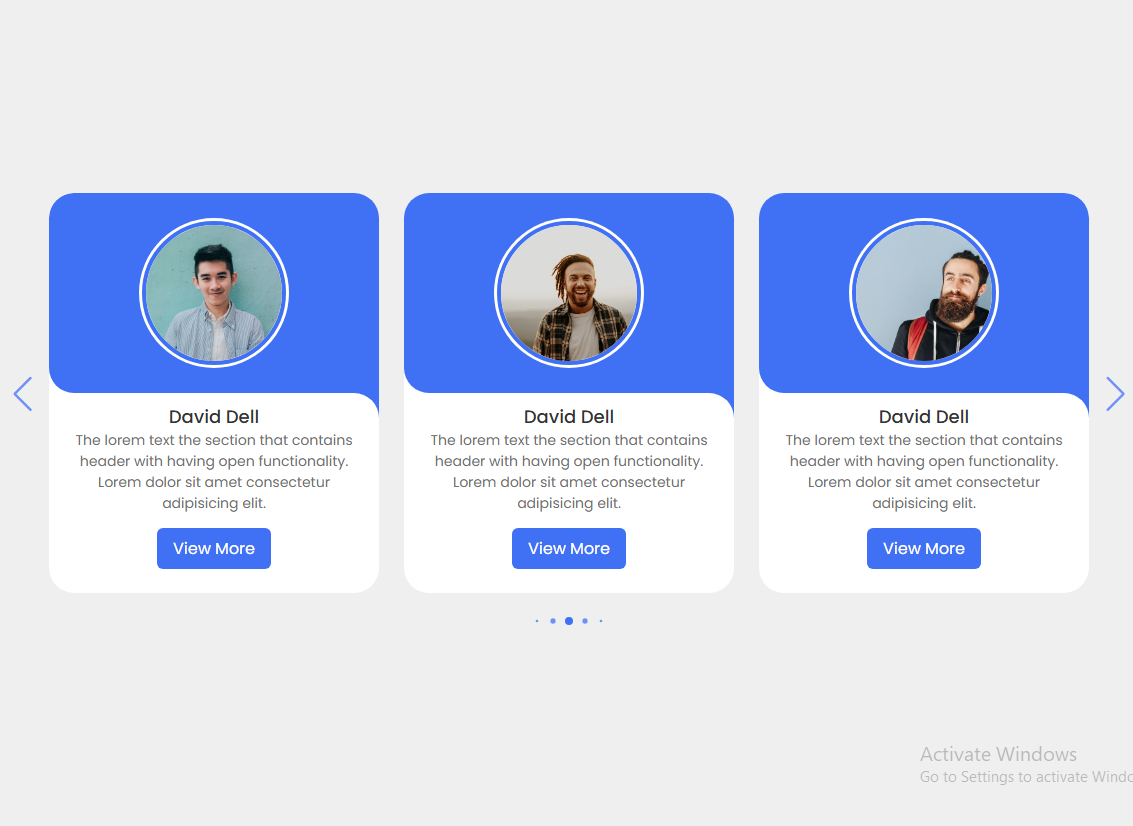 David Dell
The lorem text the section that contains
header with having open functionality.
Lorem dolor sit amet consectetur
adipisicing elit.
View More
David Dell
The lorem text the section that contains
header with having open functionality.
Lorem dolor sit amet consectetur
adipisicing elit.
View More
David Dell
The lorem text the section that contains
header with having open functionality.
Lorem dolor sit amet consectetur
adipisicing elit.
View More
Activate Windows
Go to Settings to activate Windo